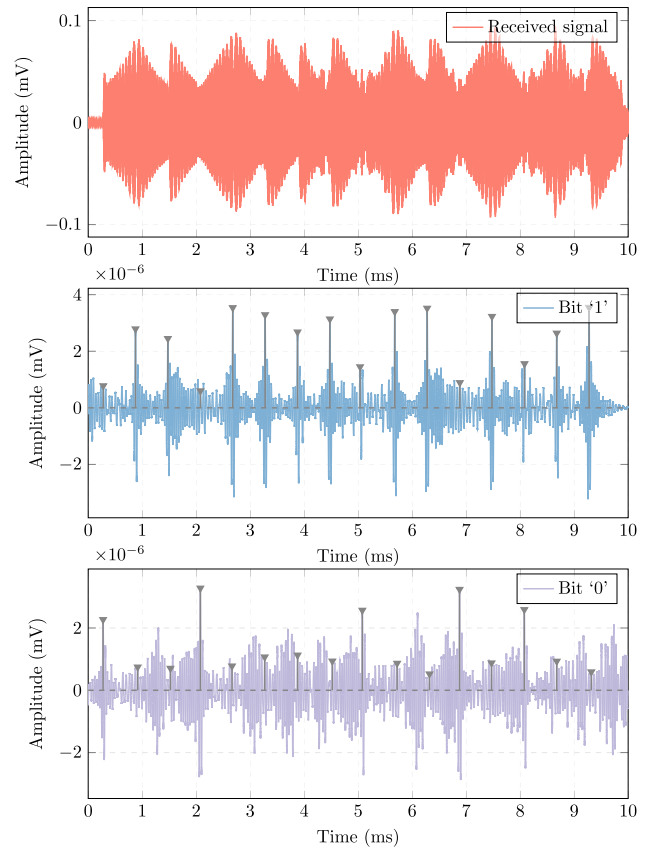 0.1
0
−0.1
Amplitude (mV)
Received signal
0 1 2 3 4 5 6 7 8 9 10
Time (ms)
×10−6
4
2
0
−2
Amplitude (mV)
Bit ‘1’
0 1 2 3 4 5 6 7 8 9 10
Time (ms)
×10−6
2
0
−2
Amplitude (mV)
Bit ‘0’
0 1 2 3 4 5 6 7 8 9 10
Time (ms)